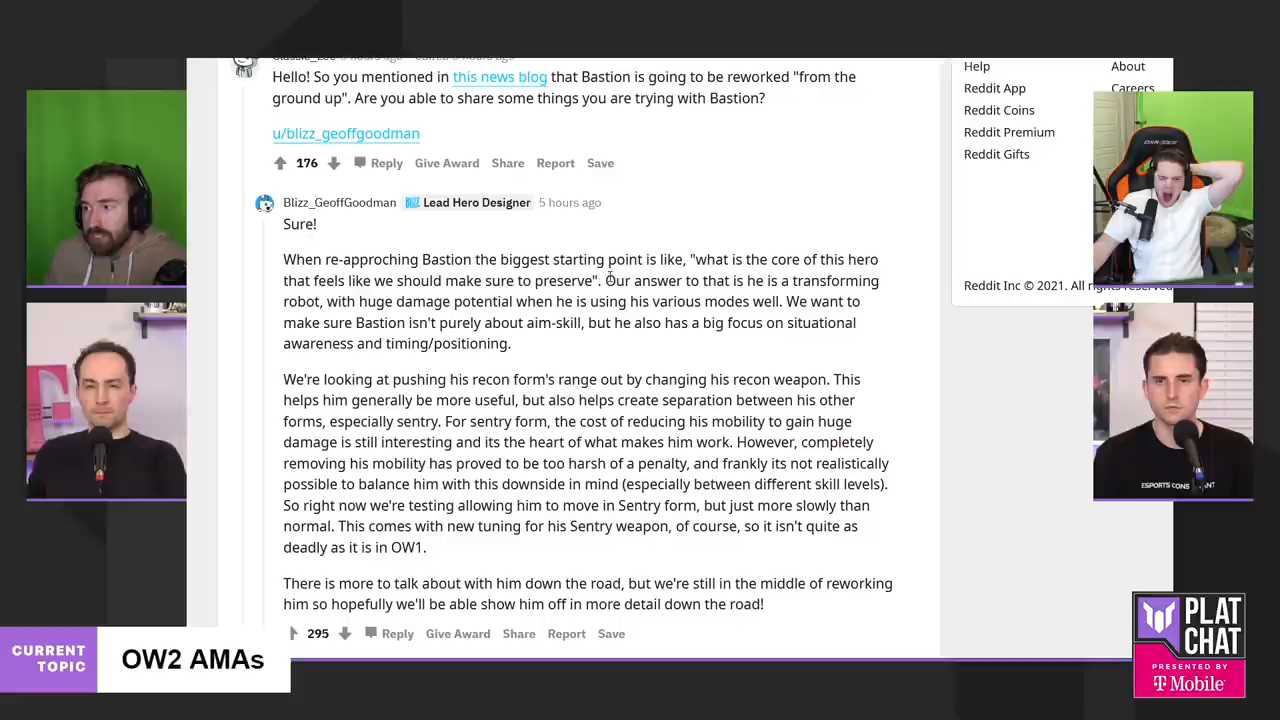 Hello! So you mentioned in this news blog that Bastion is going to be reworked "from the
ground up". Are you able to share some things you are trying with Bastion?
u/blizz_geoffgoodman
176 Reply Give Award Share Report Save
Blizz_GeoffGoodman Lead Hero Designer 5 hours ago
Sure!
When re-approching Bastion the biggest starting point is like, "what is the core of this hero
that feels like we should make sure to preserve". Our answer to that is he is a transforming
robot, with huge damage potential when he is using his various modes well. We want to
make sure Bastion isn't purely about aim-skill, but he also has a big focus on situational
awareness and timing/positioning.
We're looking at pushing his recon form's range out by changing his recon weapon. This
helps him generally be more useful, but also helps create separation between his other
forms, especially sentry. For sentry form, the cost of reducing his mobility to gain huge
damage is still interesting and its the heart of what makes him work. However, completely
removing his mobility has proved to be too harsh of a penalty, and frankly its not realistically
possible to balance him with this downside in mind (especially between different skill levels).
So right now we're testing allowing him to move in Sentry form, but just more slowly than
normal. This comes with new tuning for his Sentry weapon, of course, so it isn't quite as
deadly as it is in OW1.
There is more to talk about with him down the road, but we're still in the middle of reworking
him so hopefully we'll be able show him off in more detail down the road!
295 Reply Give Award Share Report Save
Help About
Reddit App Careers
Reddit Coins
Reddit Premium
Reddit Gifts
Reddit Inc © 2021. All rights reserved
DXRACER
ESPORTS CONS ANT
CURRENT
TOPIC
OW2 AMAs
PLAT
CHAT
PRESENTED BY
T Mobile